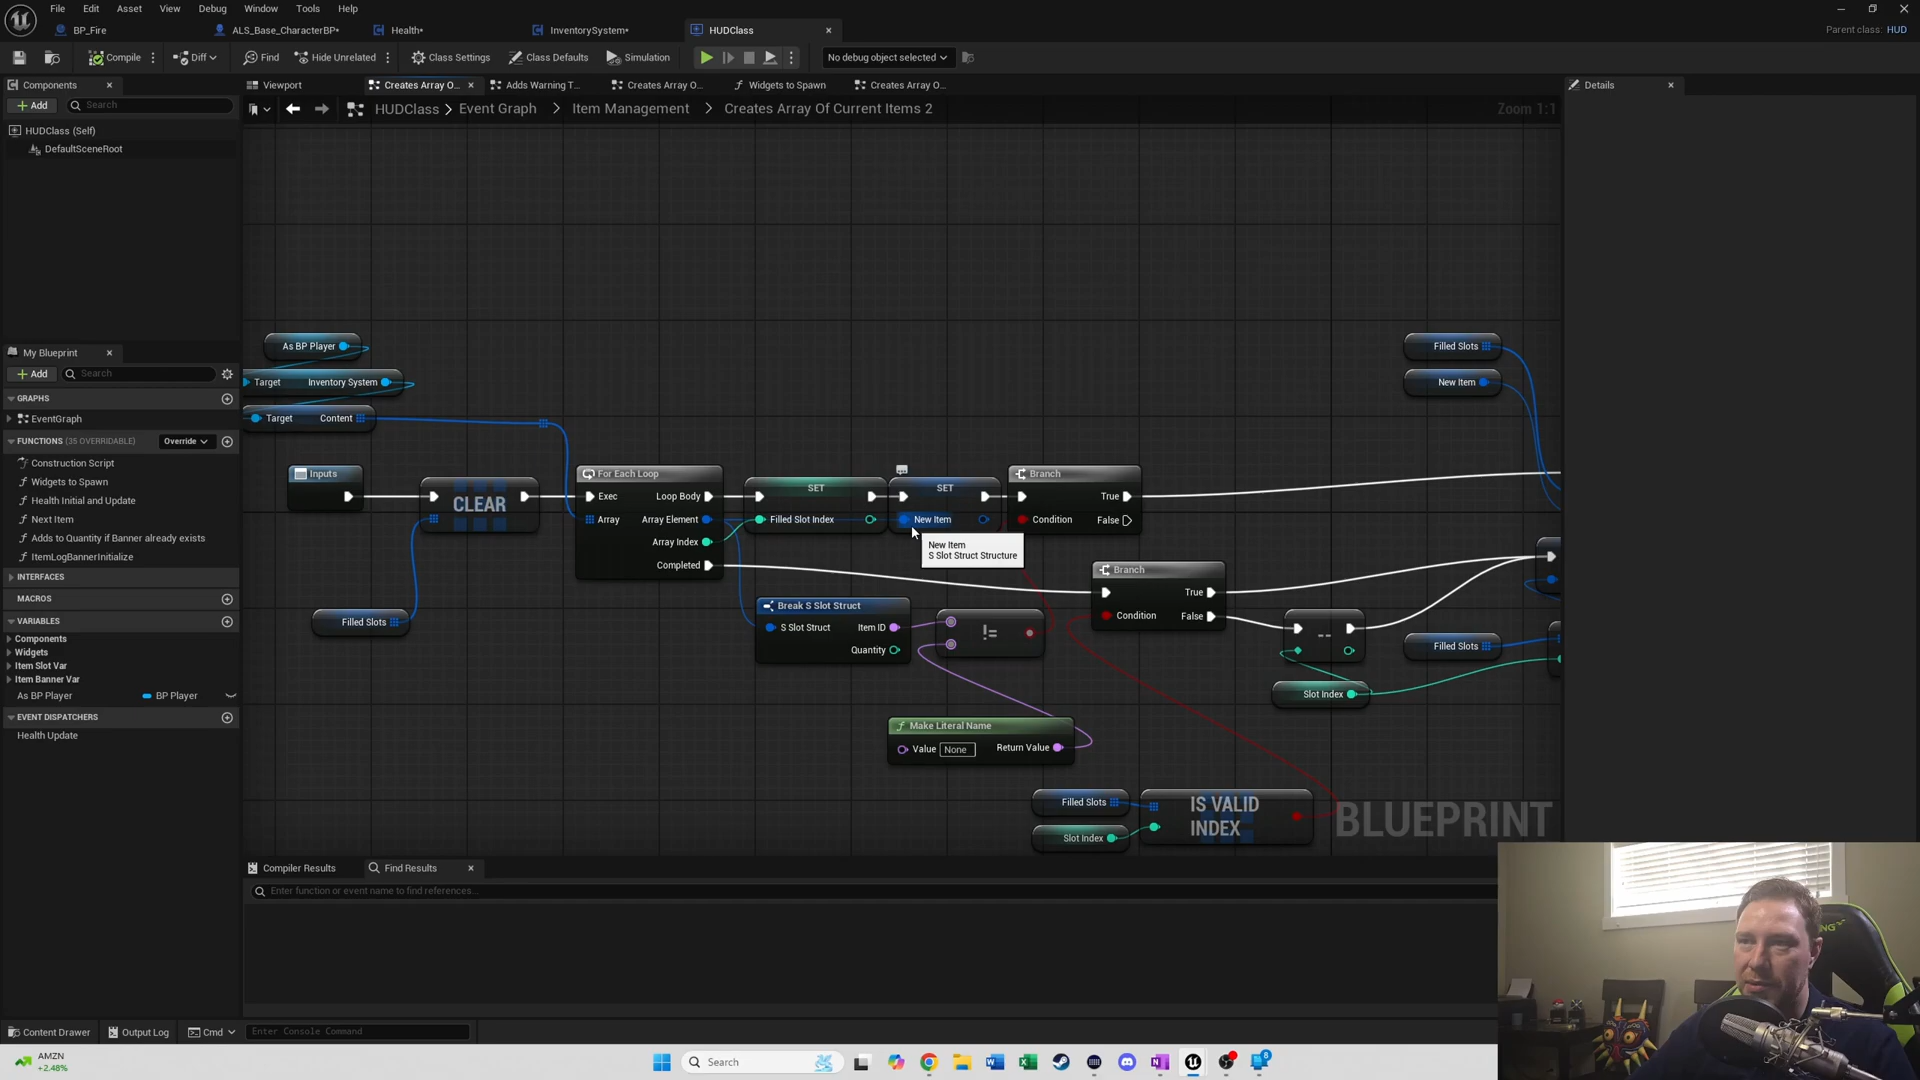 File Edit Asset View Debug Window Tools Help
BP_Fire ALS_Base_CharacterBP* Health* InventorySystem* HUDClass Parent class: HUD
Compile Diff Find Hide Unrelated Class Settings Class Defaults Simulation No debug object selected
Components Viewport Creates Array O... Adds Warning T... Creates Array O... Widgets to Spawn Creates Array O... Details
Add Search HUDClass Event Graph Item Management Creates Array Of Current Items 2 Zoom 1:1
HUDClass (Self)
DefaultSceneRoot
My Blueprint
Add Search
GRAPHS
EventGraph
FUNCTIONS (35 OVERRIDABLE) Override
Construction Script
Widgets to Spawn
Health Initial and Update
Next Item
Adds to Quantity if Banner already exists
ItemLogBannerInitialize
INTERFACES
MACROS
VARIABLES
Components
Widgets
Item Slot Var
Item Banner Var
As BP Player BP Player
EVENT DISPATCHERS
Health Update
As BP Player
Target Inventory System
Target Content
Inputs
CLEAR
Filled Slots
For Each Loop
Exec Loop Body
Array Array Element
Array Index
Completed
SET
Filled Slot Index
SET
New Item
New Item
S Slot Struct Structure
Branch
True
Condition False
Branch
True
Condition False
Break S Slot Struct
S Slot Struct Item ID
Quantity
!=
Make Literal Name
Value None Return Value
Filled Slots
Slot Index
IS VALID
INDEX
--
Slot Index
Filled Slots
New Item
Filled Slots
BLUEPRINT
Compiler Results Find Results
Enter function or event name to find references...
Content Drawer Output Log Cmd Enter Console Command
AMZN
+2.48%
Search